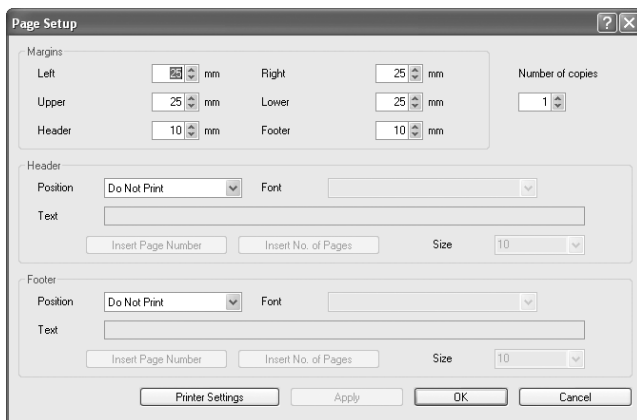 Page Setup
Margins
Left 25 mm Right 25 mm Number of copies
Upper 25 mm Lower 25 mm 1
Header 10 mm Footer 10 mm
Header
Position Do Not Print Font
Text
Insert Page Number Insert No. of Pages Size 10
Footer
Position Do Not Print Font
Text
Insert Page Number Insert No. of Pages Size 10
Printer Settings Apply OK Cancel